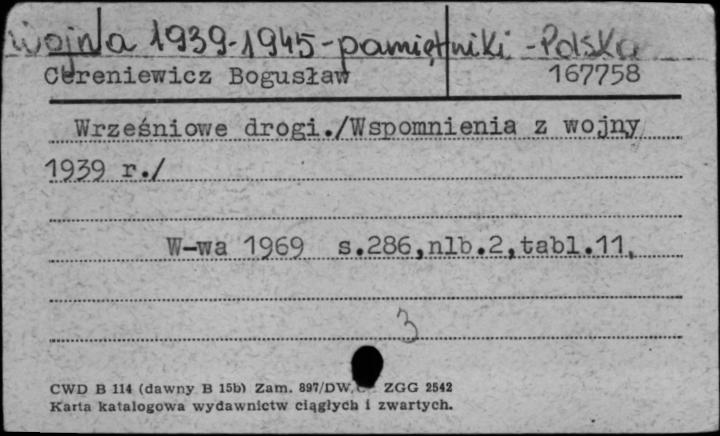 Wojna 1939-1945-pamiętniki -Polska
Cereniewicz Bogusław 167758
Wrześniowe drogi./Wspomnienia z wojny
1939 r./
W-wa 1969 s.286,nlb.2,tabl.11.
3
CWD B 114 (dawny B 15b) Zam. 897/DW, ZGG 2542
Karta katalogowa wydawnictw ciągłych i zwartych.